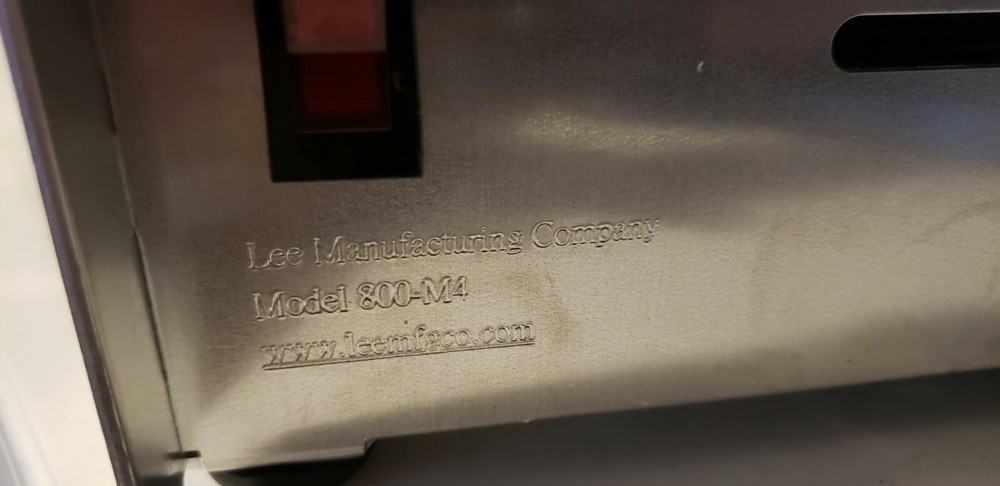 Lee Manufacturing Company
Model 800-M4
www.leemfgco.com